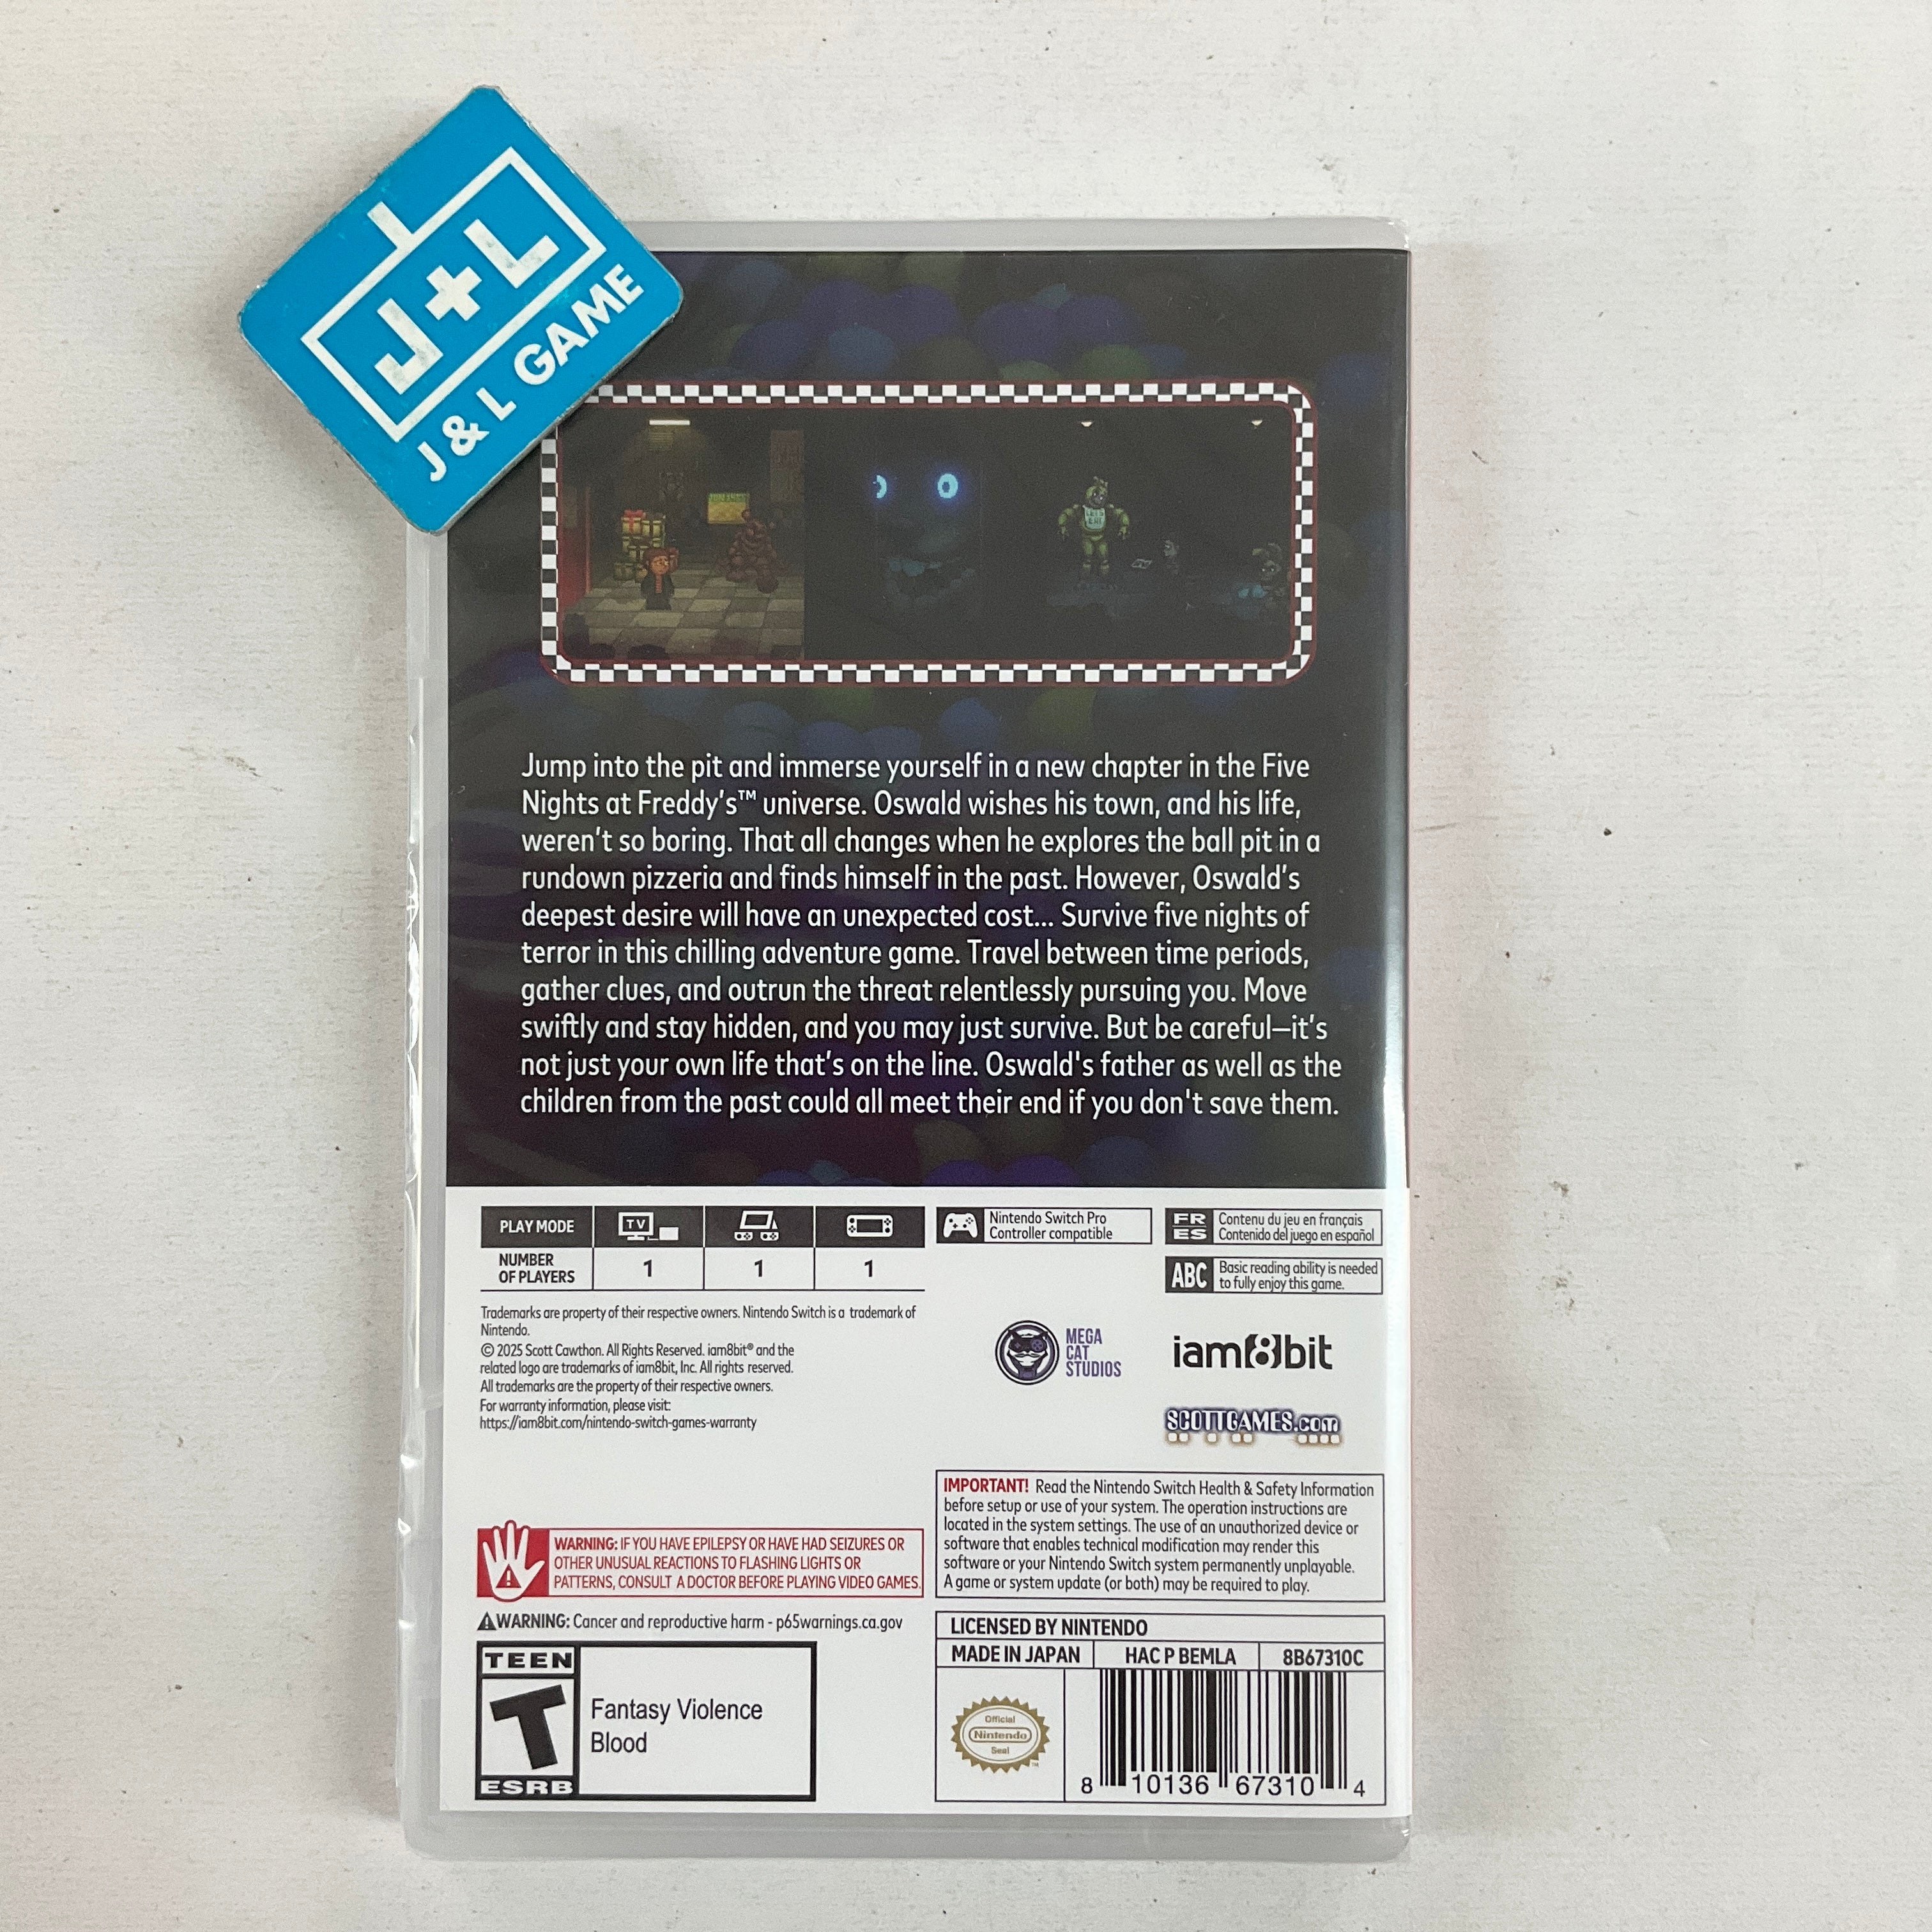 J+L
J & L GAME
LET'S
EAT
Jump into the pit and immerse yourself in a new chapter in the Five
Nights at Freddy's™ universe. Oswald wishes his town, and his life,
weren't so boring. That all changes when he explores the ball pit in a
rundown pizzeria and finds himself in the past. However, Oswald's
deepest desire will have an unexpected cost... Survive five nights of
terror in this chilling adventure game. Travel between time periods,
gather clues, and outrun the threat relentlessly pursuing you. Move
swiftly and stay hidden, and you may just survive. But be careful—it's
not just your own life that's on the line. Oswald's father as well as the
children from the past could all meet their end if you don't save them.
PLAY MODE
TV
NUMBER
OF PLAYERS
1 1 1
Nintendo Switch Pro
Controller compatible
FR
ES
Contenu du jeu en français
Contenido del juego en español
ABC
Basic reading ability is needed
to fully enjoy this game.
Trademarks are property of their respective owners. Nintendo Switch is a trademark of
Nintendo.
© 2025 Scott Cawthon. All Rights Reserved. iam8bit® and the
related logo are trademarks of iam8bit, Inc. All rights reserved.
All trademarks are the property of their respective owners.
For warranty information, please visit:
https://iam8bit.com/nintendo-switch-games-warranty
MEGA
CAT
STUDIOS
iam8bit
SCOTTGAMES.com
IMPORTANT! Read the Nintendo Switch Health & Safety Information
before setup or use of your system. The operation instructions are
located in the system settings. The use of an unauthorized device or
software that enables technical modification may render this
software or your Nintendo Switch system permanently unplayable.
A game or system update (or both) may be required to play.
WARNING: IF YOU HAVE EPILEPSY OR HAVE HAD SEIZURES OR
OTHER UNUSUAL REACTIONS TO FLASHING LIGHTS OR
PATTERNS, CONSULT A DOCTOR BEFORE PLAYING VIDEO GAMES.
WARNING: Cancer and reproductive harm - p65warnings.ca.gov
TEEN
T
ESRB
Fantasy Violence
Blood
LICENSED BY NINTENDO
MADE IN JAPAN
HAC P BEMLA
8B67310C
Official
Nintendo
Seal
™
8 10136 67310 4